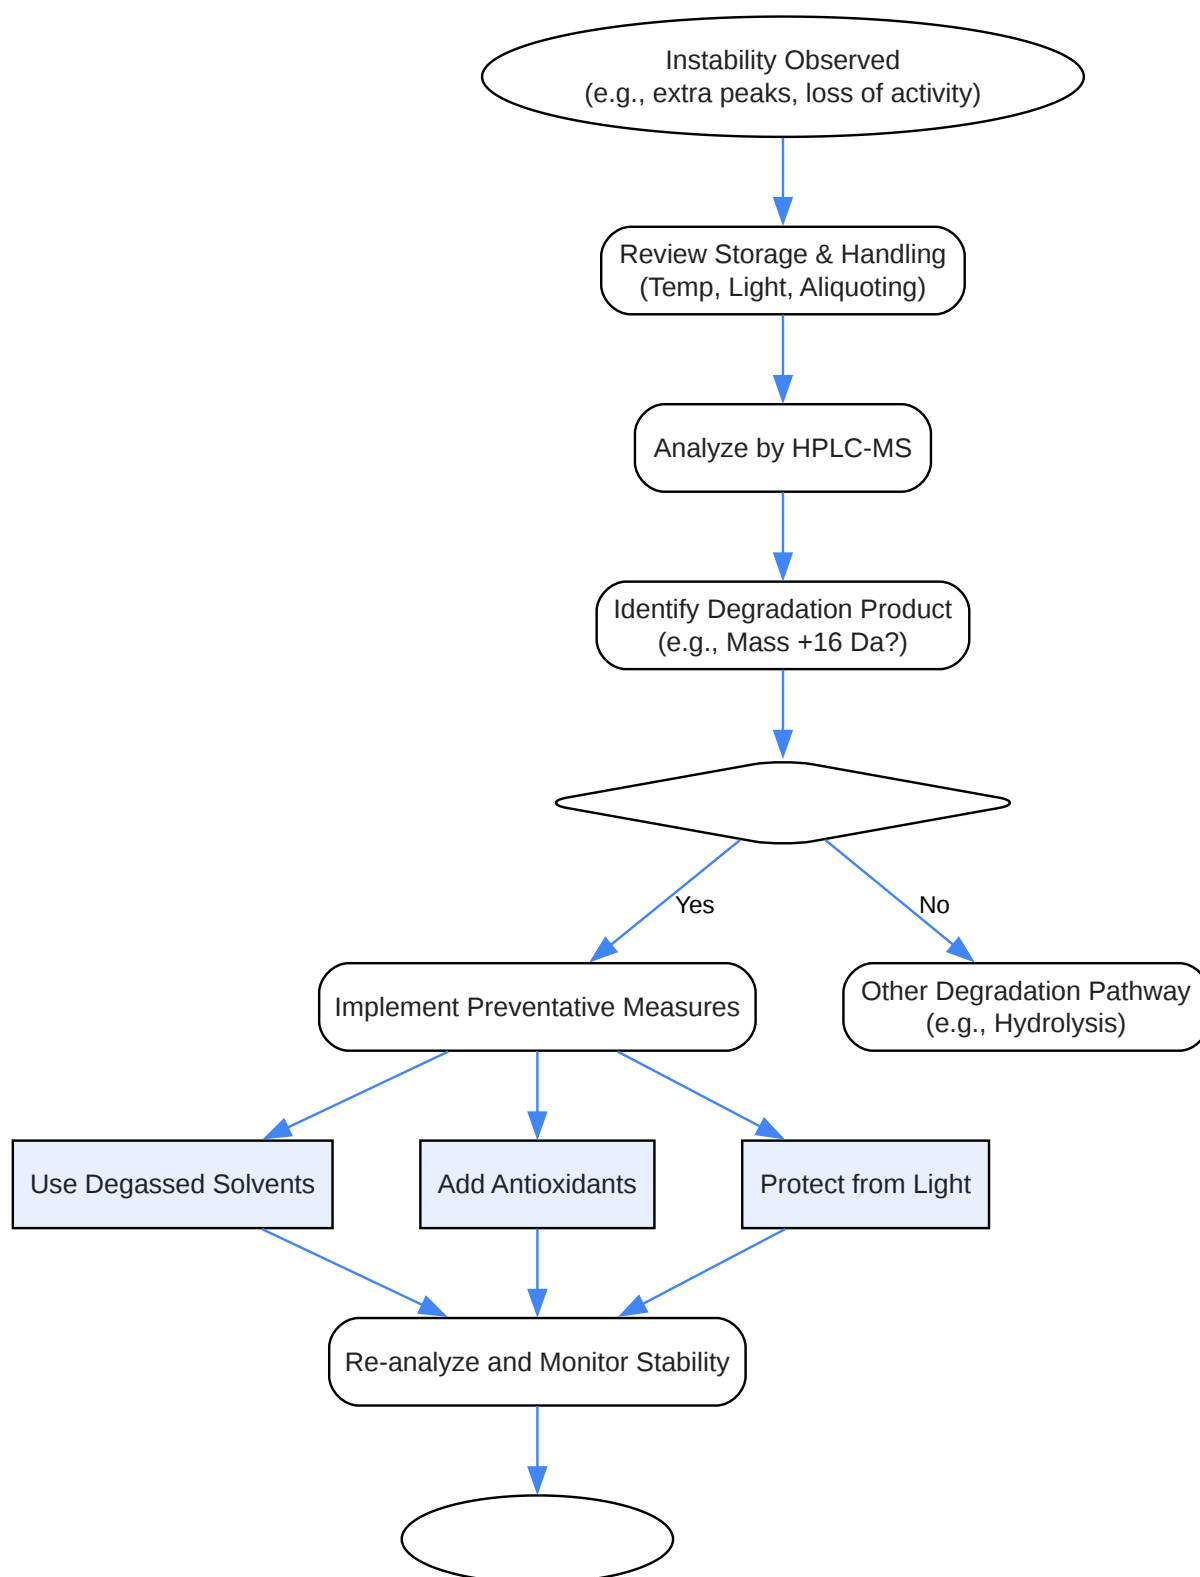 Instability Observed
(e.g., extra peaks, loss of activity)
Review Storage & Handling
(Temp, Light, Aliquoting)
Analyze by HPLC-MS
Identify Degradation Product
(e.g., Mass +16 Da?)
Yes
No
Implement Preventative Measures
Other Degradation Pathway
(e.g., Hydrolysis)
Use Degassed Solvents
Add Antioxidants
Protect from Light
Re-analyze and Monitor Stability